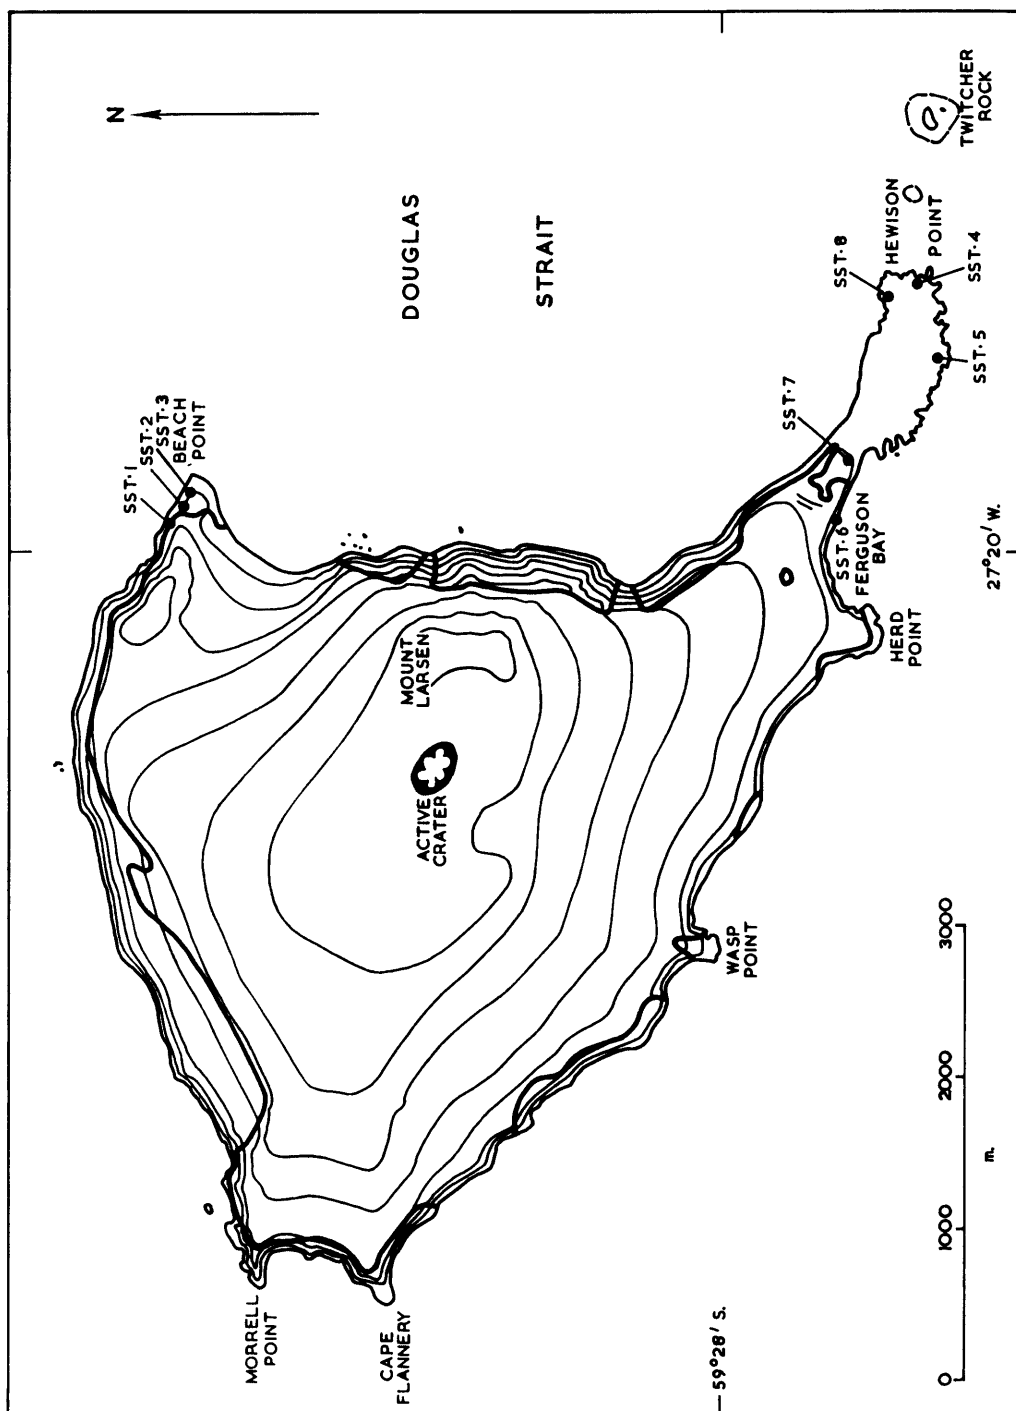 N
DOUGLAS
STRAIT
TWITCHER
ROCK
HEWISON
POINT
SST·8
SST·4
SST·5
SST·7
SST·1
SST·2
SST·3
BEACH
POINT
SST·6
FERGUSON
BAY
27°20′ W.
HERD
POINT
MOUNT
LARSEN
ACTIVE
CRATER
WASP
POINT
MORRELL
POINT
CAPE
FLANNERY
59°28′ S.
0 1000 2000 3000
m.